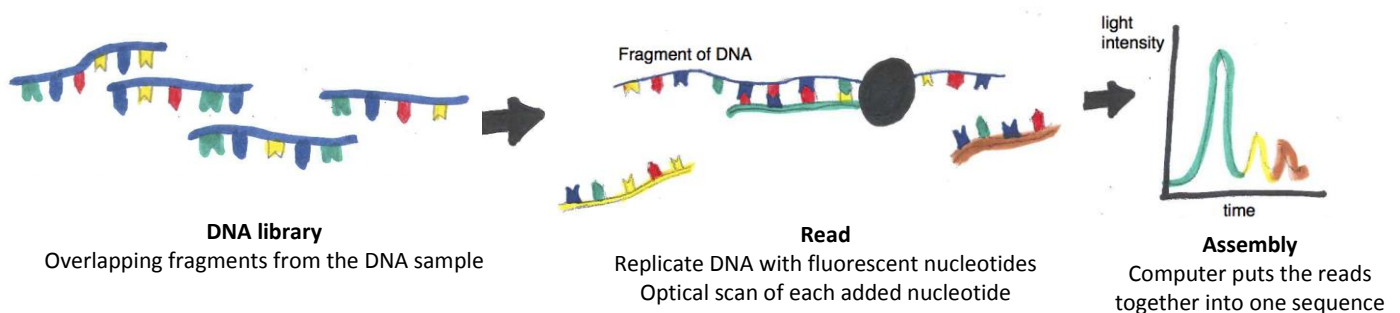 Fragment of DNA
light
intensity
time
DNA library
Overlapping fragments from the DNA sample
Read
Replicate DNA with fluorescent nucleotides
Optical scan of each added nucleotide
Assembly
Computer puts the reads
together into one sequence